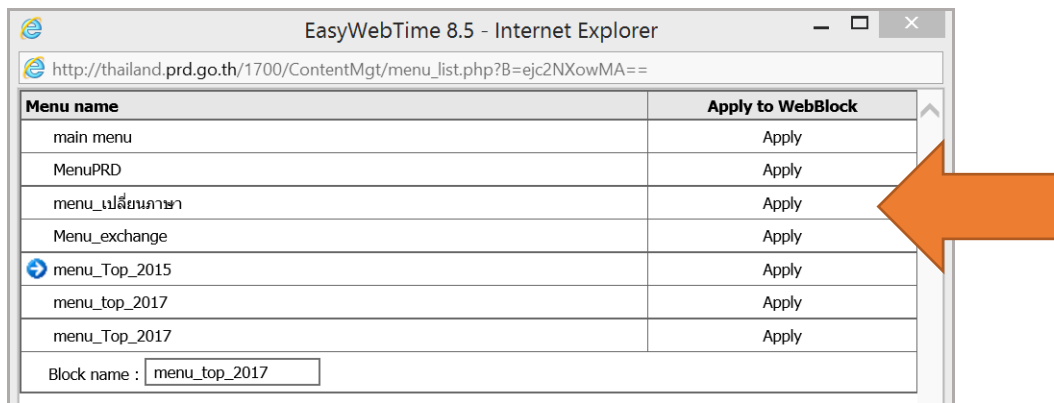 EasyWebTime 8.5 - Internet Explorer
http://thailand.prd.go.th/1700/ContentMgt/menu_list.php?B=ejc2NXowMA==
Menu name Apply to WebBlock
main menu Apply
MenuPRD Apply
menu_เปลี่ยนภาษา Apply
Menu_exchange Apply
menu_Top_2015 Apply
menu_top_2017 Apply
menu_Top_2017 Apply
Block name : menu_top_2017